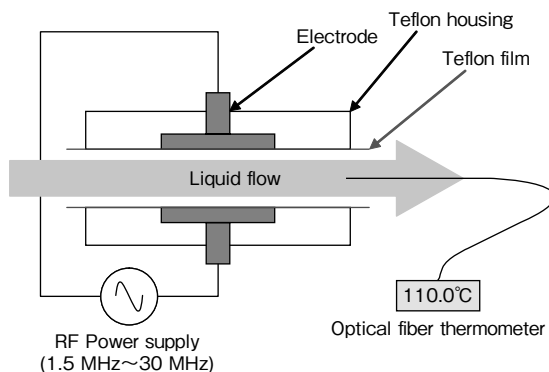 Teflon housing
Electrode
Teflon film
Liquid flow
110.0℃
Optical fiber thermometer
RF Power supply
(1.5 MHz～30 MHz)